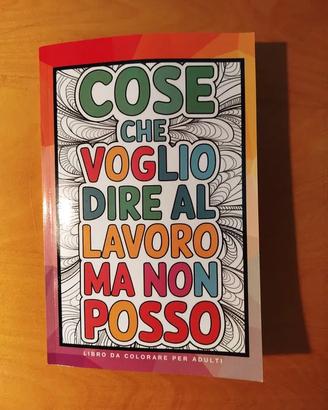 COSE
CHE
VOGLIO
DIRE AL
LAVORO
MA NON
POSSO
LIBRO DA COLORARE PER ADULTI